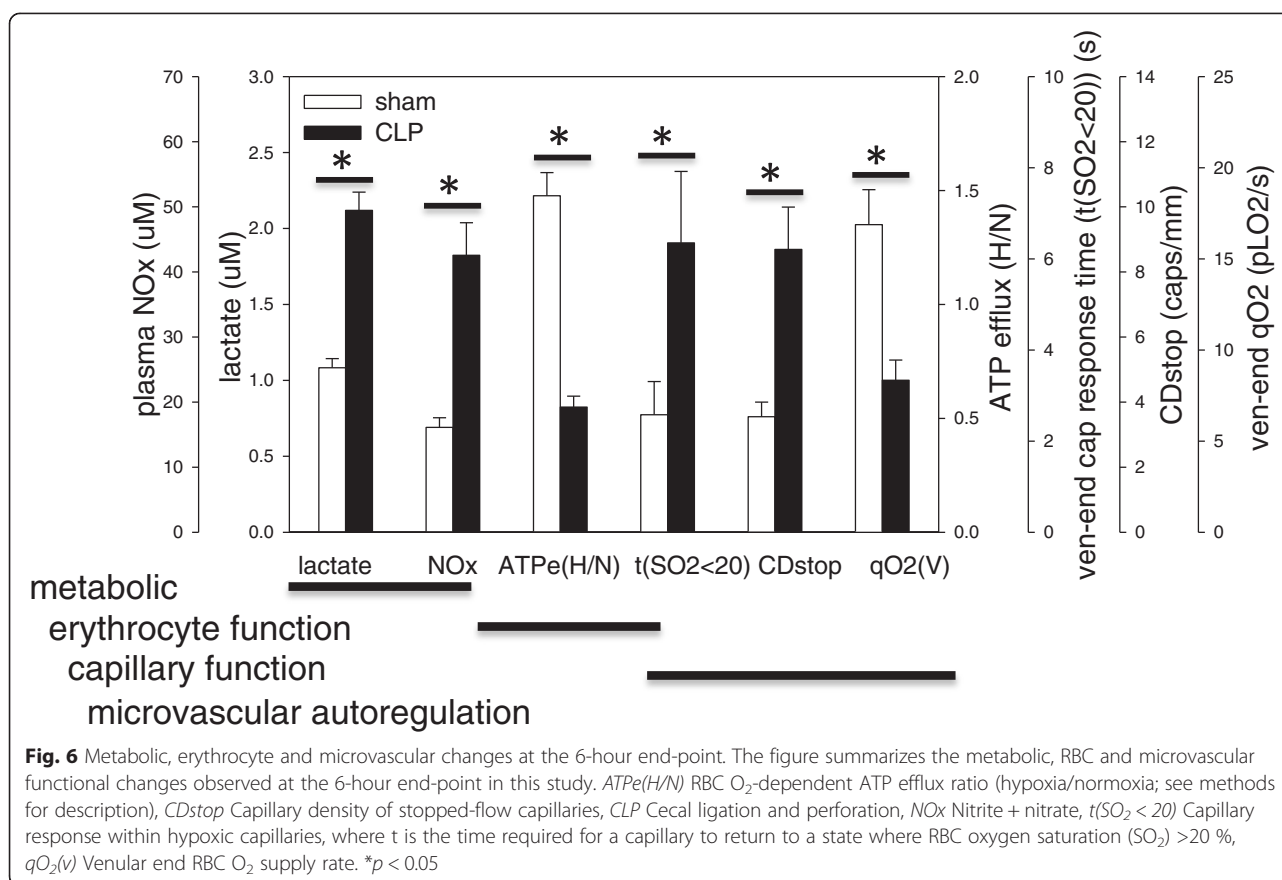 70
60
50
40
30
20
10
0
plasma NOx (uM)
3.0
2.5
2.0
1.5
1.0
0.5
0.0
lactate (uM)
sham
CLP
*
*
*
*
*
*
2.0
1.5
1.0
0.5
0.0
ATP efflux (H/N)
10
8
6
4
2
0
ven-end cap response time (t(SO2<20)) (s)
14
12
10
8
6
4
2
0
CDstop (caps/mm)
25
20
15
10
5
0
ven-end qO2 (pLO2/s)
lactate NOx ATPe(H/N) t(SO2<20) CDstop qO2(V)
metabolic
erythrocyte function
capillary function
microvascular autoregulation
Fig. 6 Metabolic, erythrocyte and microvascular changes at the 6-hour end-point. The figure summarizes the metabolic, RBC and microvascular
functional changes observed at the 6-hour end-point in this study. ATPe(H/N) RBC O₂-dependent ATP efflux ratio (hypoxia/normoxia; see methods
for description), CDstop Capillary density of stopped-flow capillaries, CLP Cecal ligation and perforation, NOx Nitrite + nitrate, t(SO₂ < 20) Capillary
response within hypoxic capillaries, where t is the time required for a capillary to return to a state where RBC oxygen saturation (SO₂) >20 %,
qO₂(v) Venular end RBC O₂ supply rate. *p < 0.05